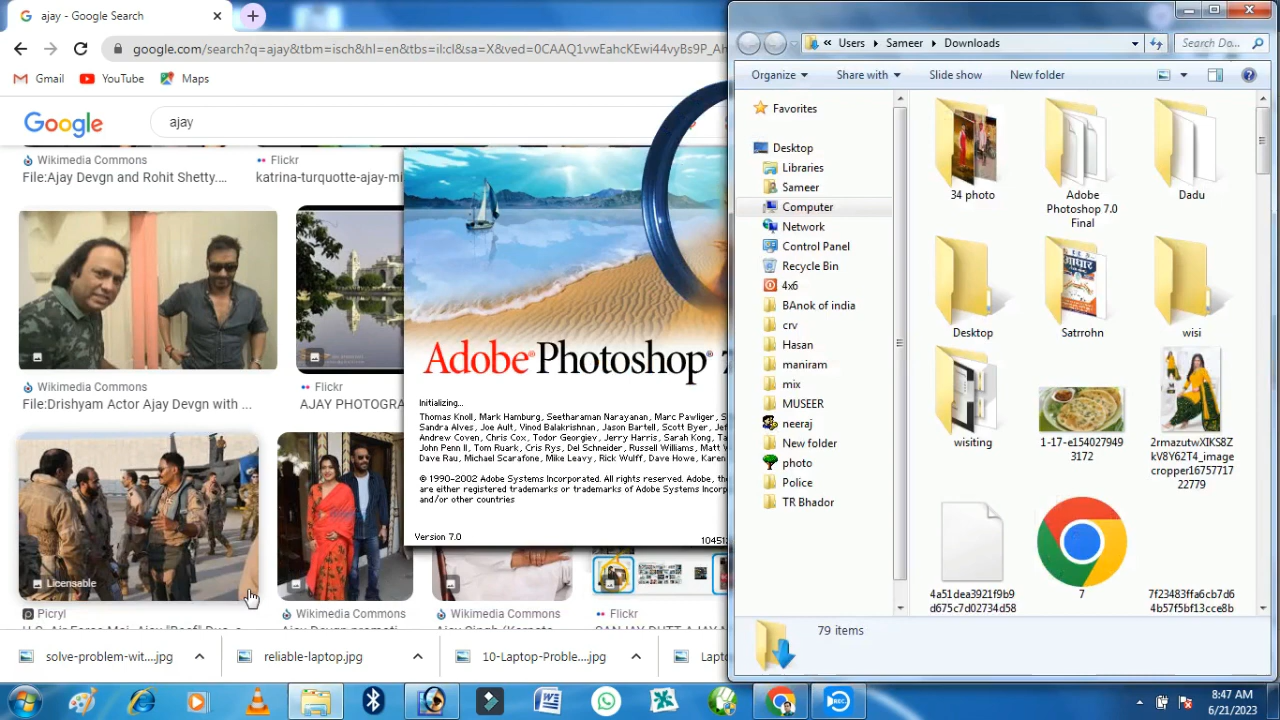 ajay - Google Search
google.com/search?q=ajay&tbm=isch&hl=en&tbs=il:cl&sa=X&ved=0CAAQ1vwEahcKEwi44vyBs9P_Ah
Gmail
YouTube
Maps
Google
ajay
Wikimedia Commons
File:Ajay Devgn and Rohit Shetty....
Flickr
katrina-turquotte-ajay-mi
Wikimedia Commons
File:Drishyam Actor Ajay Devgn with ...
Flickr
AJAY PHOTOGRA
Licensable
Picryl
Wikimedia Commons
Wikimedia Commons
Flickr
Adobe® Photoshop® 7
Initializing...
Thomas Knoll, Mark Hamburg, Seetharaman Narayanan, Marc Pawliger,
Sandra Alves, Joe Ault, Vinod Balakrishnan, Jason Bartell, Scott Byer, Jef
Andrew Coven, Chris Cox, Todor Georgiev, Jerry Harris, Sarah Kong, Ta
John Penn II, Tom Ruark, Cris Rys, Del Schneider, Russell Williams, Matt
Dave Rau, Michael Scarafone, Mike Leavy, Rick Wulff, Dave Howe, Karen
© 1990-2002 Adobe Systems Incorporated. All rights reserved. Adobe, the
are either registered trademarks or trademarks of Adobe Systems Incorpora
and/or other countries
Version 7.0
10451
solve-problem-wit....jpg
reliable-laptop.jpg
10-Laptop-Proble....jpg
Lapto
« Users Sameer Downloads
Search Do...
Organize
Share with
Slide show
New folder
Favorites
Desktop
Libraries
Sameer
Computer
Network
Control Panel
Recycle Bin
4x6
BAnok of india
crv
Hasan
maniram
mix
MUSEER
neeraj
New folder
photo
Police
TR Bhador
34 photo
Adobe
Photoshop 7.0
Final
Dadu
Desktop
आधार
Satrrohn
wisi
wisiting
1-17-e154027949
3172
2rmazutwXIKS8Z
kV8Y62T4_image
cropper16757717
22779
4a51dea3921f9b9
d675c7d02734d58
7
7f23483ffa6cb7d6
4b57f5bf13cce8b
79 items
REC
8:47 AM
6/21/2023